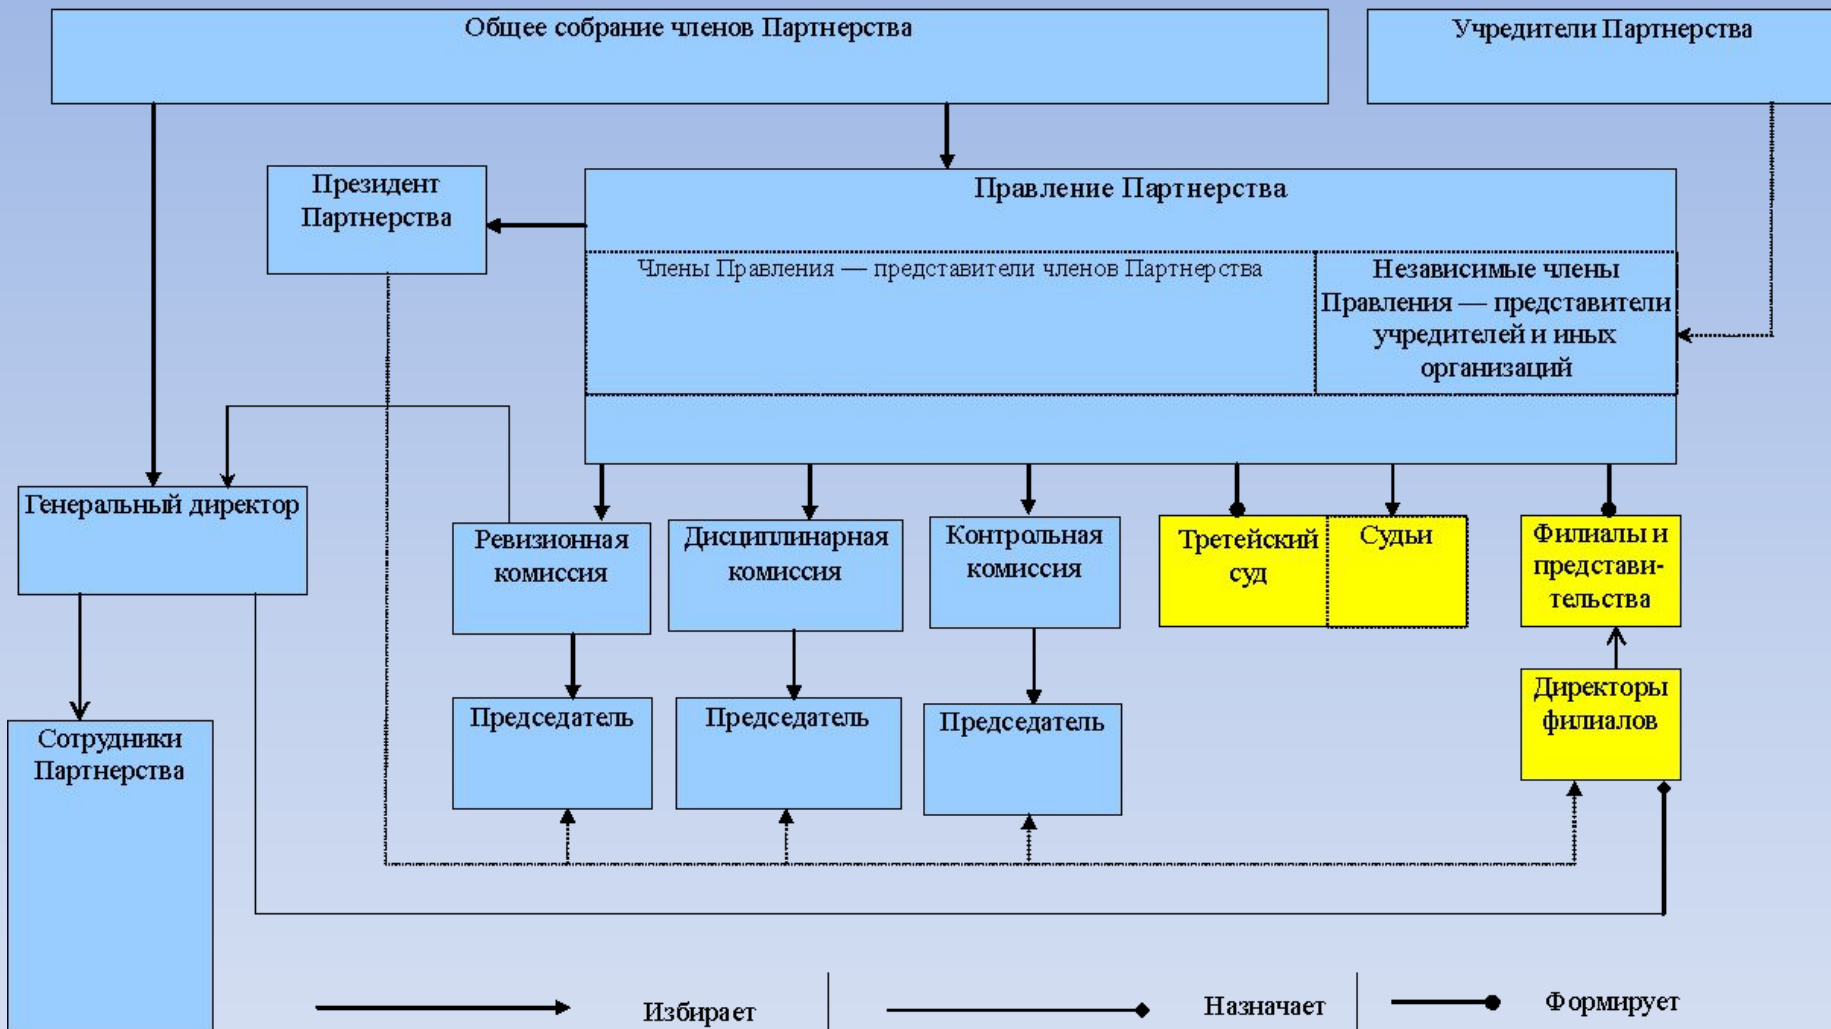 Общее собрание членов Партнерства
Учредители Партнерства
Президент
Партнерства
Правление Партнерства
Члены Правления — представители членов Партнерства
Независимые члены
Правления — представители
учредителей и иных
организаций
Генеральный директор
Ревизионная
комиссия
Дисциплинарная
комиссия
Контрольная
комиссия
Третейский
суд
Судьи
Филиалы и
представи-
тельства
Директоры
филиалов
Председатель
Председатель
Председатель
Сотрудники
Партнерства
Избирает
Назначает
Формирует